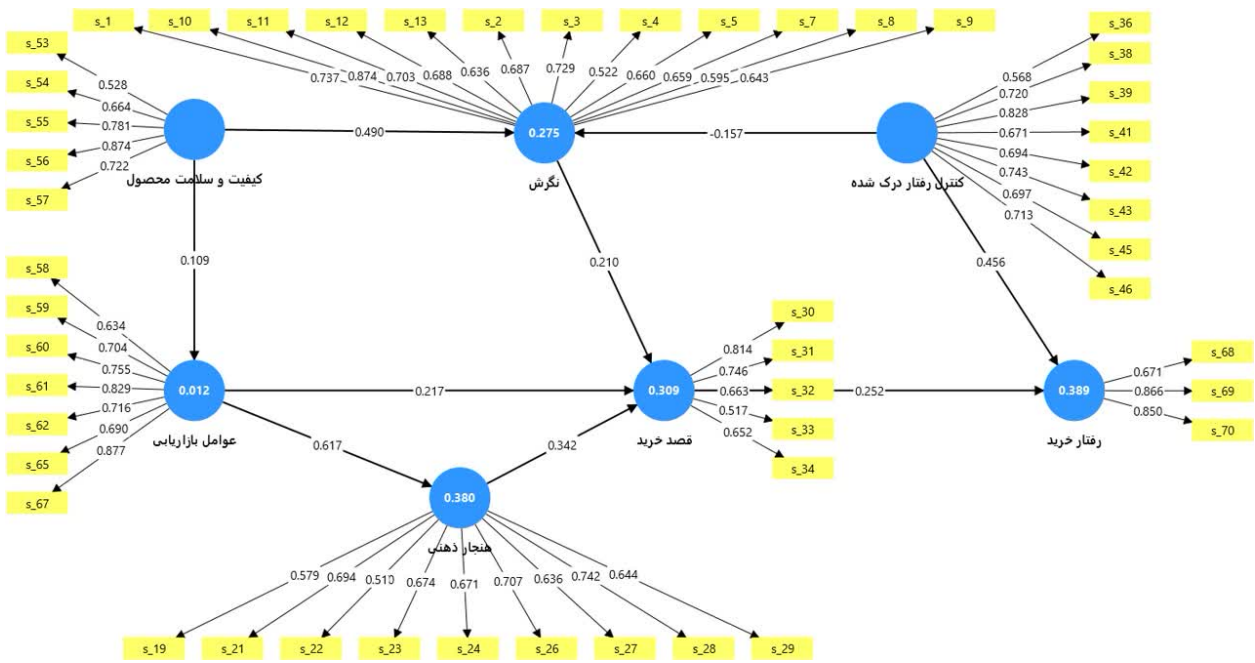 s_1 s_10 s_11 s_12 s_13 s_2 s_3 s_4 s_5 s_7 s_8 s_9
0.737 0.874 0.703 0.688 0.636 0.687 0.729 0.522 0.660 0.659 0.595 0.643
s_53
s_54
s_55
s_56
s_57
0.528
0.664
0.781
0.874
0.722
کیفیت و سلامت محصول
0.490
0.275
نگرش
-0.157
کنترل رفتار درک شده
s_36
s_38
s_39
s_41
s_42
s_43
s_45
s_46
0.568
0.720
0.828
0.671
0.694
0.743
0.697
0.713
0.109
0.210
0.456
s_58
s_59
s_60
s_61
s_62
s_65
s_67
0.634
0.704
0.755
0.829
0.716
0.690
0.877
0.012
عوامل بازاریابی
0.217
0.309
قصد خرید
s_30
s_31
s_32
s_33
s_34
0.814
0.746
0.663
0.517
0.652
0.252
0.389
رفتار خرید
s_68
s_69
s_70
0.671
0.866
0.850
0.617
0.342
0.380
هنجار ذهنی
0.579 0.694 0.510 0.674 0.671 0.707 0.636 0.742 0.644
s_19 s_21 s_22 s_23 s_24 s_26 s_27 s_28 s_29